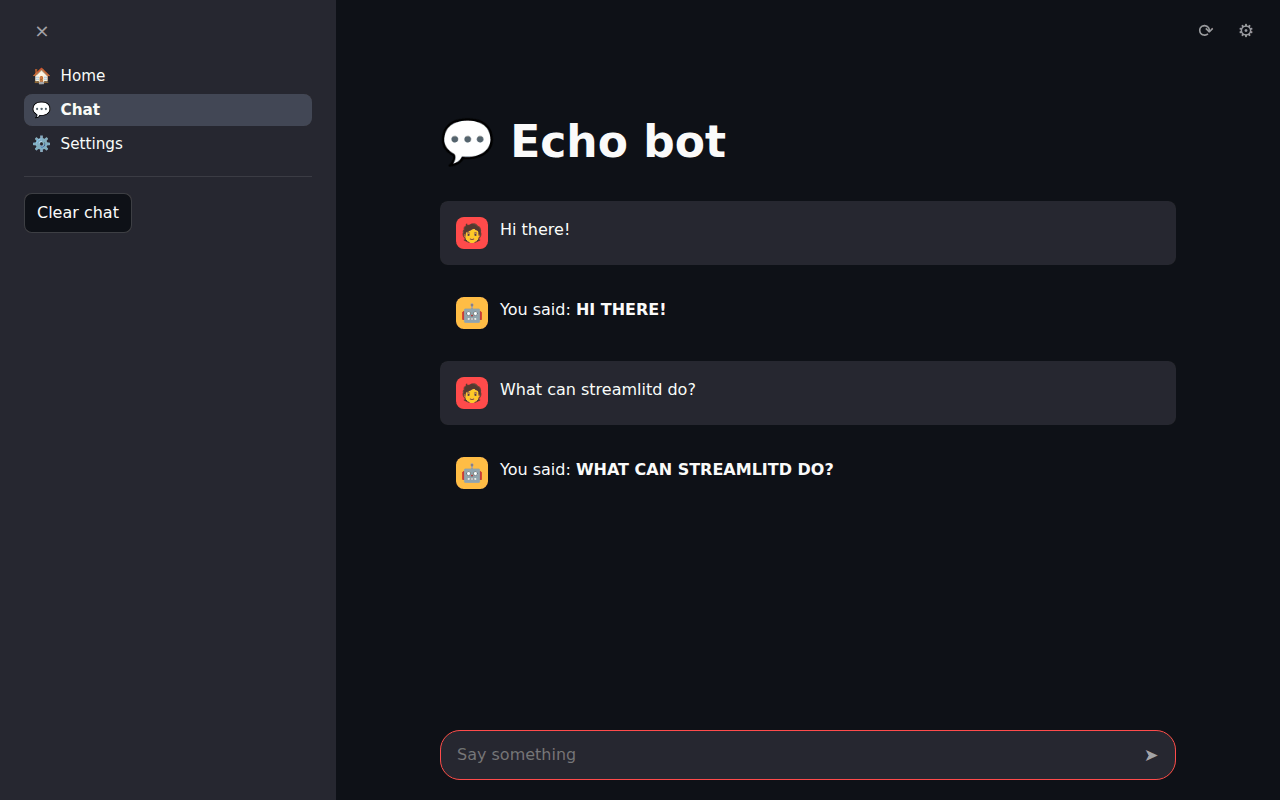 Home
Chat
Settings
Clear chat
Echo bot
Hi there!
You said: HI THERE!
What can streamlitd do?
You said: WHAT CAN STREAMLITD DO?
Say something